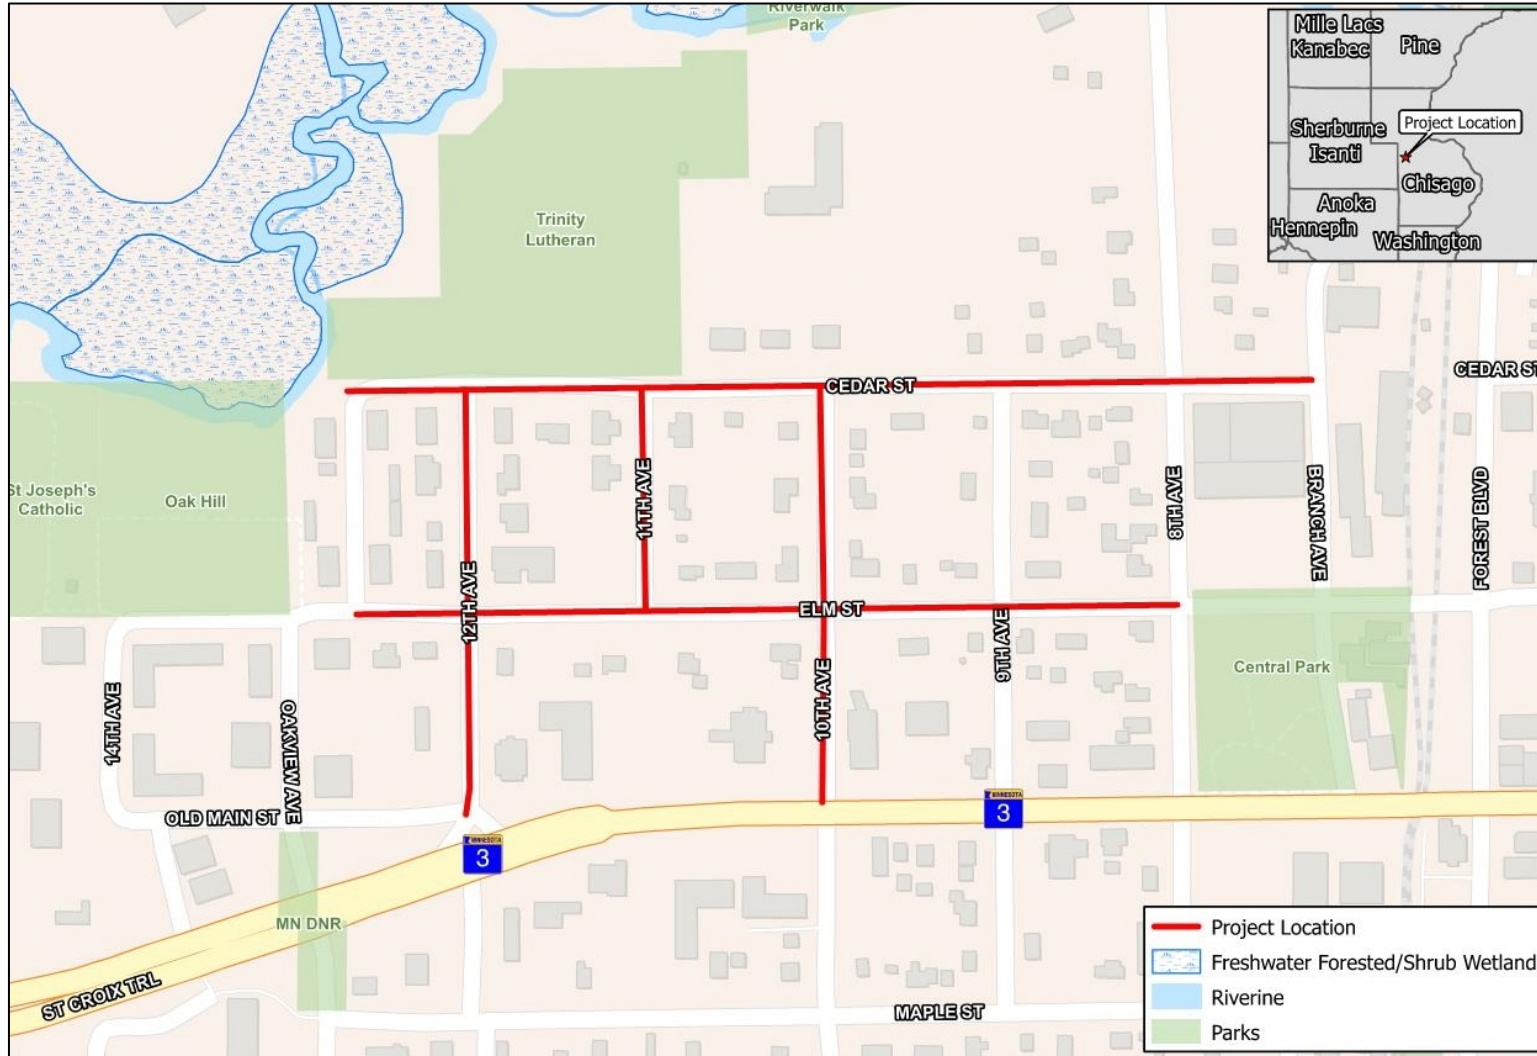 Riverwalk
Park
Mille Lacs
Kanabec
Pine
Project Location
Sherburne
Isanti
Chisago
Anoka
Hennepin
Washington
Trinity
Lutheran
CEDAR ST
CEDAR ST
St Joseph's
Catholic
Oak Hill
12TH AVE
11TH AVE
10TH AVE
9TH AVE
8TH AVE
BRANCH AVE
FOREST BLVD
ELM ST
Central Park
14TH AVE
OAKVIEW AVE
OLD MAIN ST
MINNESOTA
3
MINNESOTA
3
MN DNR
ST CROIX TRL
MAPLE ST
Project Location
Freshwater Forested/Shrub Wetland
Riverine
Parks